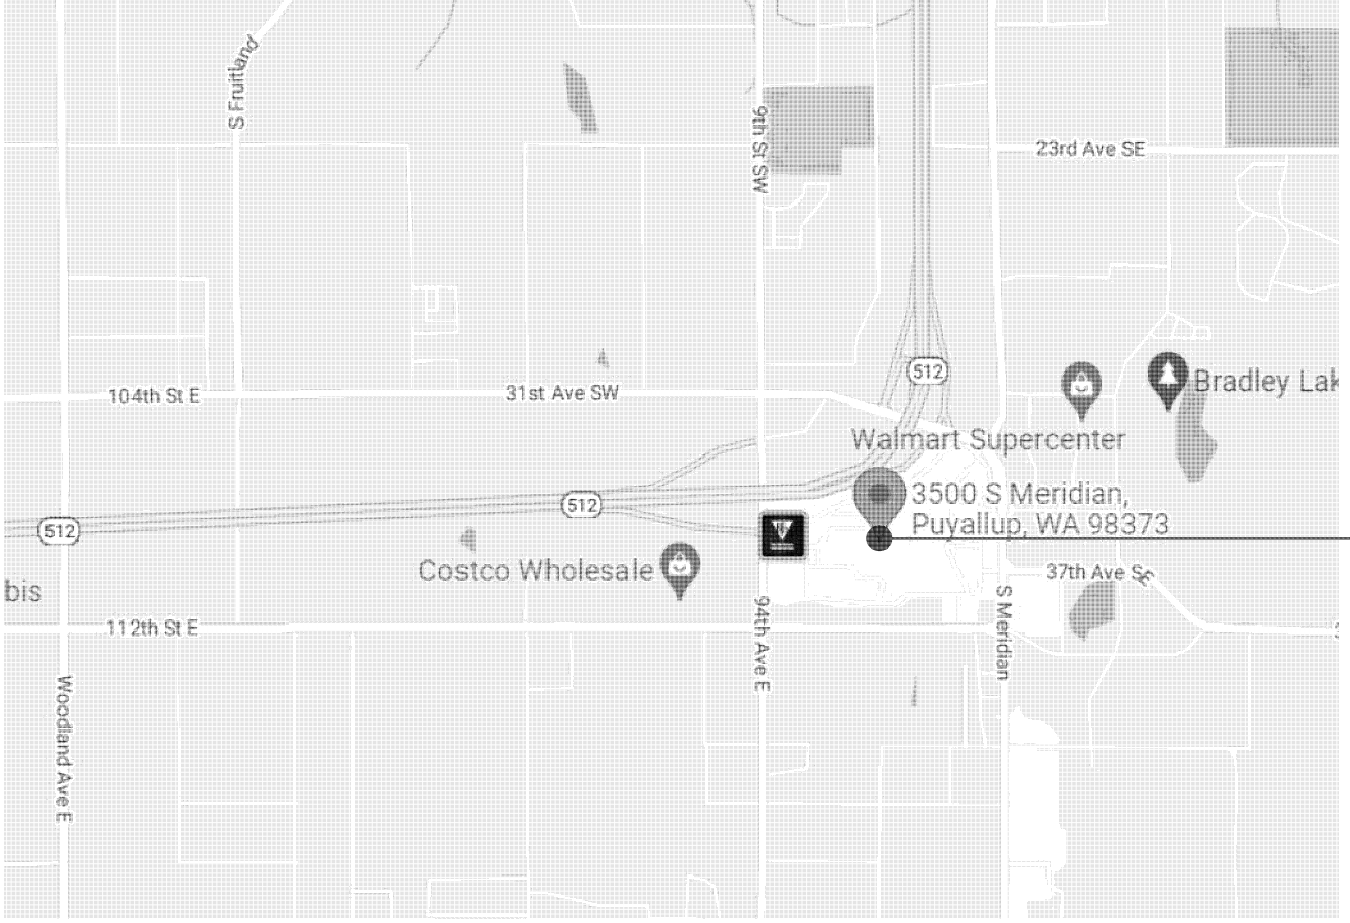 S Fruitland
9th St SW
23rd Ave SE
512
Bradley Lak
104th St E
31st Ave SW
Walmart Supercenter
512
3500 S Meridian,
Puyallup, WA 98373
512
Costco Wholesale
37th Ave SE
bis
112th St E
94th Ave E
S Meridian
Woodland Ave E